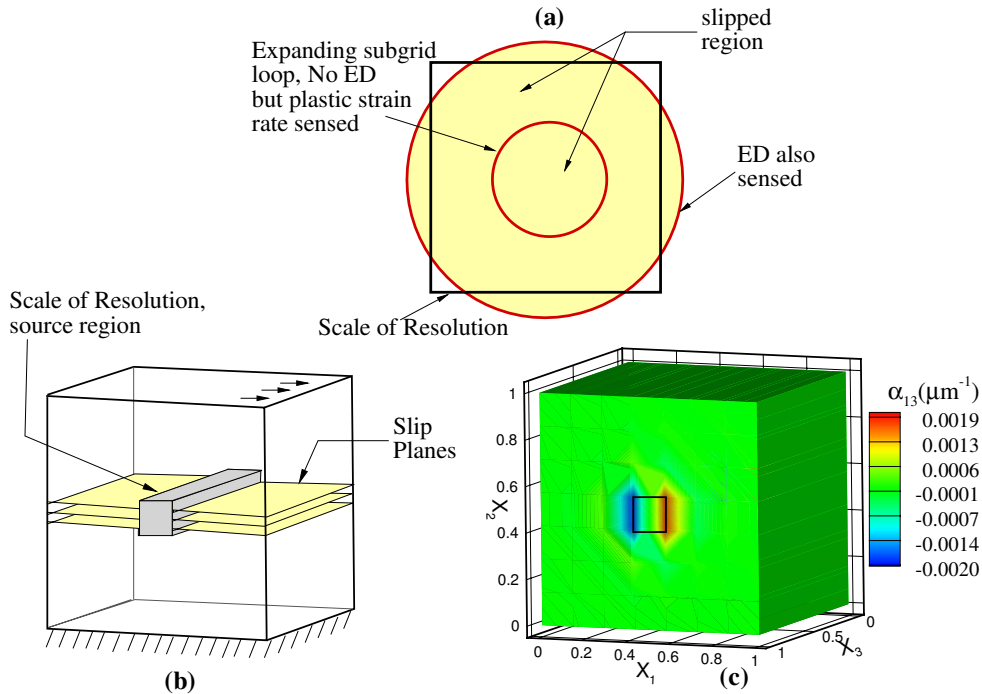 (a)
slipped
region
Expanding subgrid
loop, No ED
but plastic strain
rate sensed
ED also
sensed
Scale of Resolution
Scale of Resolution,
source region
Slip
Planes
(b)
1
0.8
0.6
0.4
0.2
0
X2
0 0.2 0.4 0.6 0.8 1
X1
1
0.5
0
X3
α13(μm-1)
0.0019
0.0013
0.0006
-0.0001
-0.0007
-0.0014
-0.0020
(c)